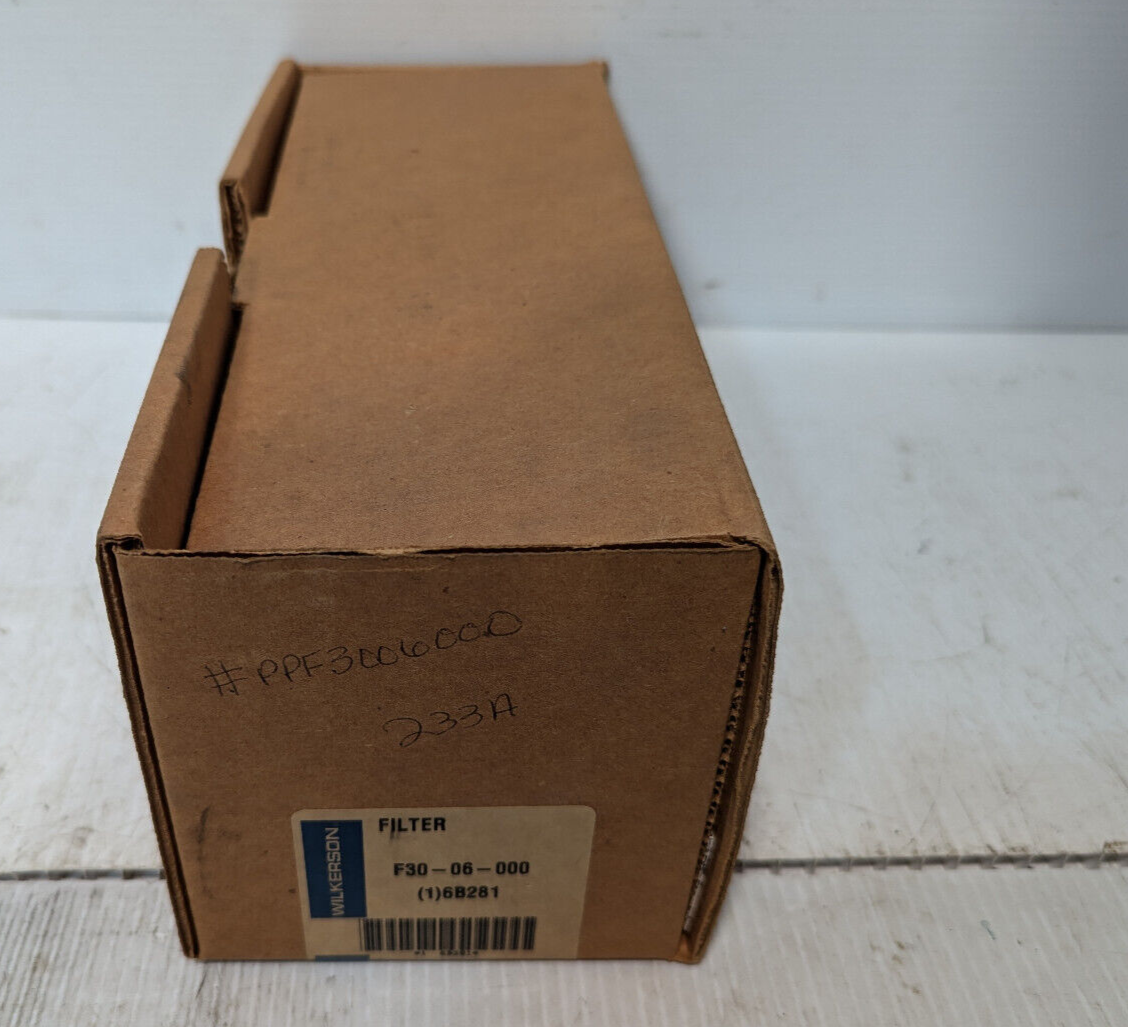 #PPF3006000
233A
FILTER
WILKERSON
F30-06-000
(1)6B281